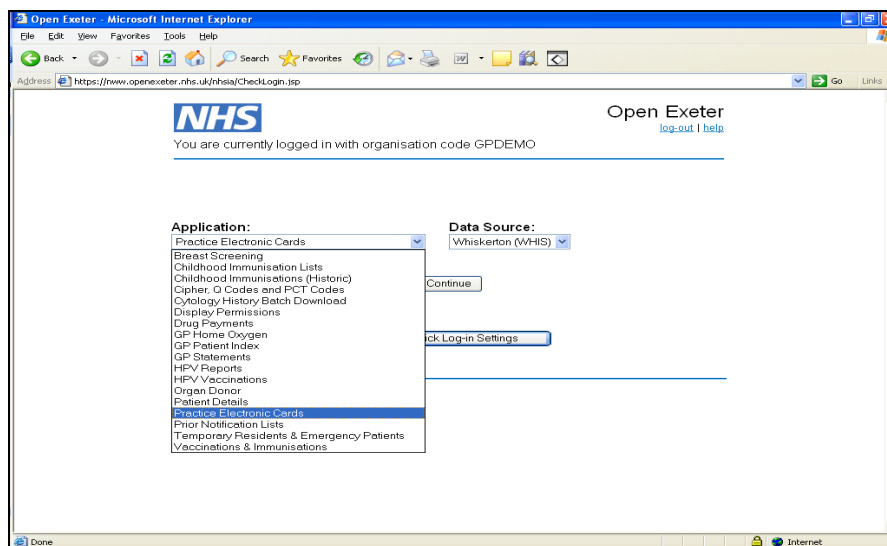 Open Exeter - Microsoft Internet Explorer
File Edit View Favorites Tools Help
Back Search Favorites
Address https://nww.openexeter.nhs.uk/nhsia/CheckLogin.jsp Go Links
NHS
Open Exeter
log-out | help
You are currently logged in with organisation code GPDEMO
Application: Data Source:
Practice Electronic Cards Whiskerton (WHIS)
Breast Screening
Childhood Immunisation Lists
Childhood Immunisations (Historic)
Cipher, Q Codes and PCT Codes
Continue
Cytology History Batch Download
Display Permissions
Drug Payments
GP Home Oxygen
ick Log-in Settings
GP Patient Index
GP Statements
HPV Reports
HPV Vaccinations
Organ Donor
Patient Details
Practice Electronic Cards
Prior Notification Lists
Temporary Residents & Emergency Patients
Vaccinations & Immunisations
Done Internet